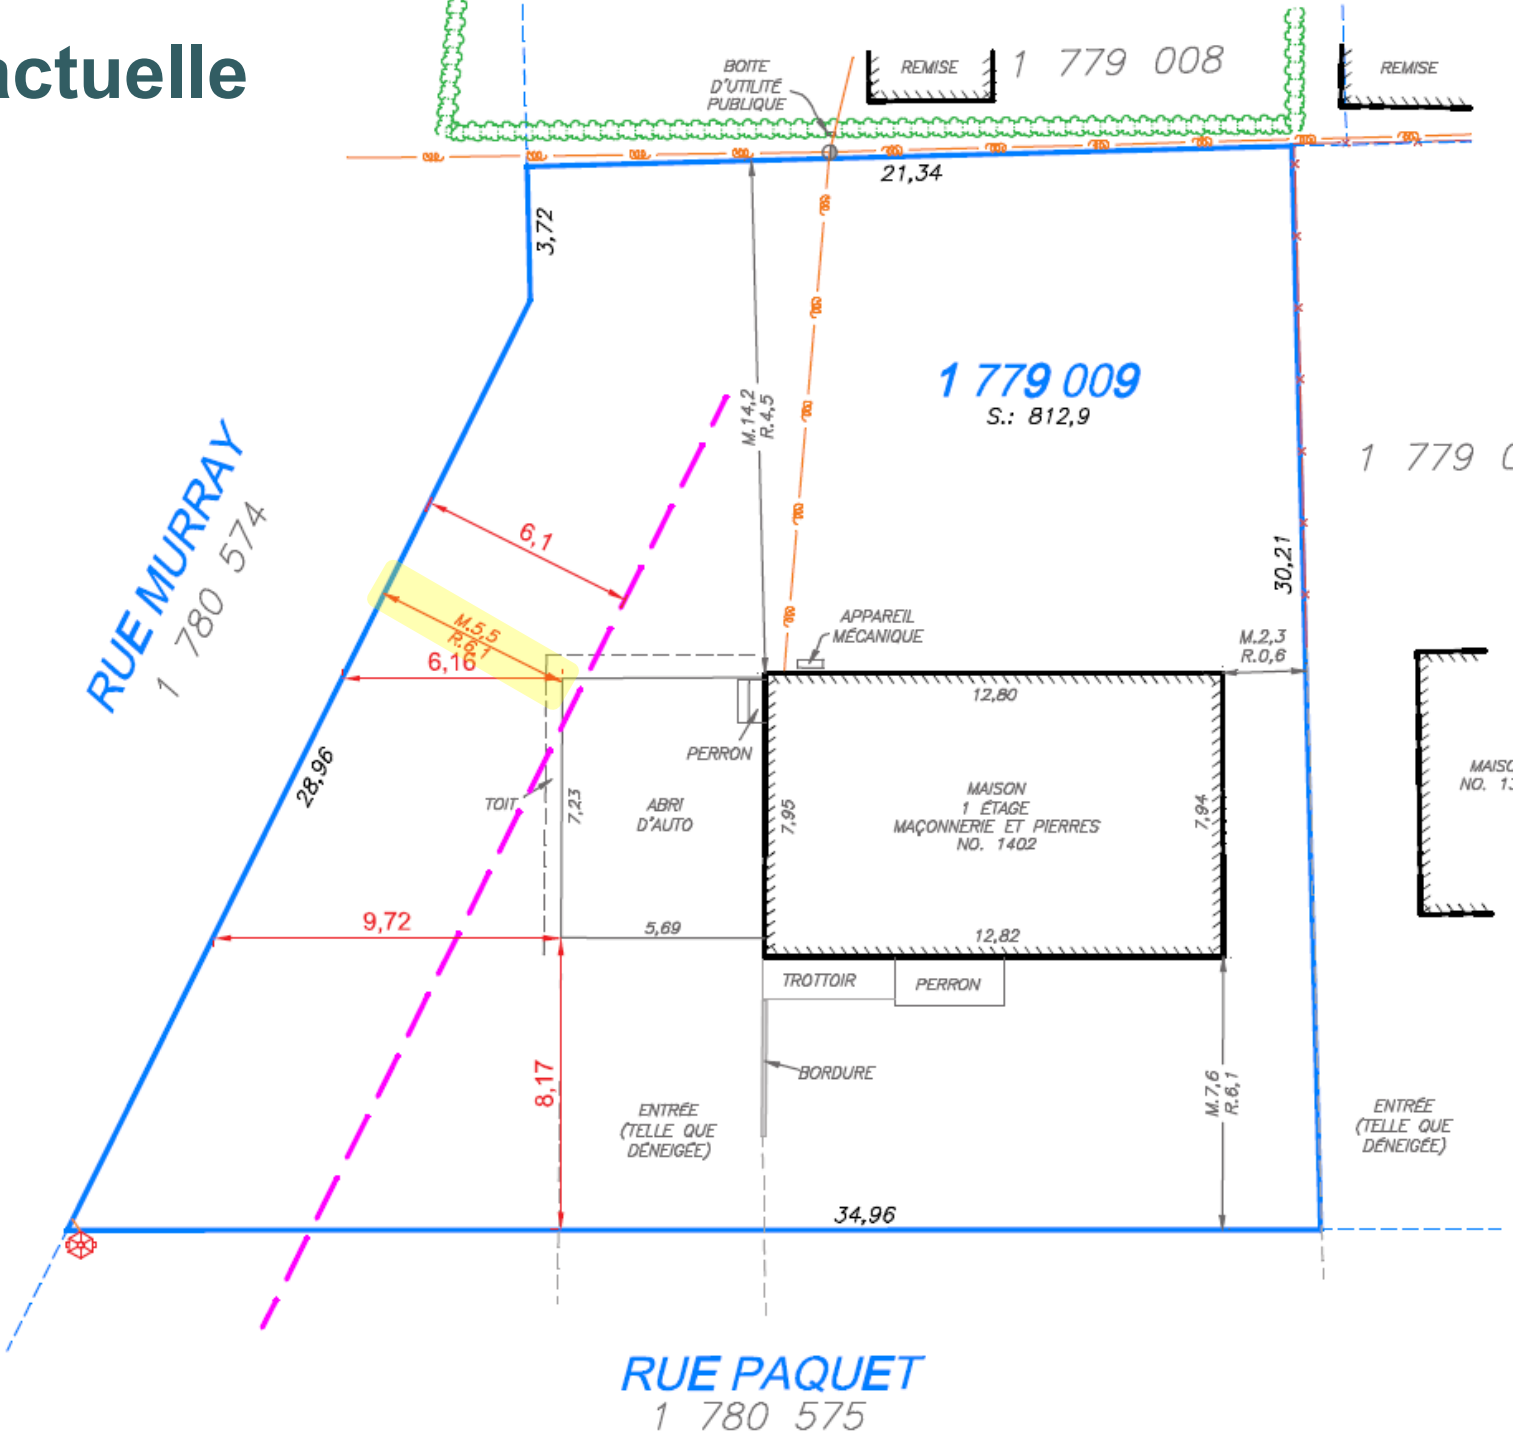 actuelle
BOITE
D'UTILITÉ
PUBLIQUE
REMISE
1 779 008
REMISE
21,34
3,72
1 779 009
S.: 812,9
M.14,2
R.4,5
1 779 0
RUE MURRAY
1 780 574
6,1
M.5,5
R.6,1
6,16
30,21
APPAREIL
MÉCANIQUE
M.2,3
R.0,6
12,80
PERRON
28,96
TOIT
7,23
ABRI
D'AUTO
7,95
MAISON
1 ÉTAGE
MAÇONNERIE ET PIERRES
NO. 1402
7,94
MAISO
NO. 13
9,72
5,69
12,82
TROTTOIR
PERRON
8,17
BORDURE
M.7,6
R.6,1
ENTRÉE
(TELLE QUE
DÉNEIGÉE)
ENTRÉE
(TELLE QUE
DÉNEIGÉE)
34,96
RUE PAQUET
1 780 575